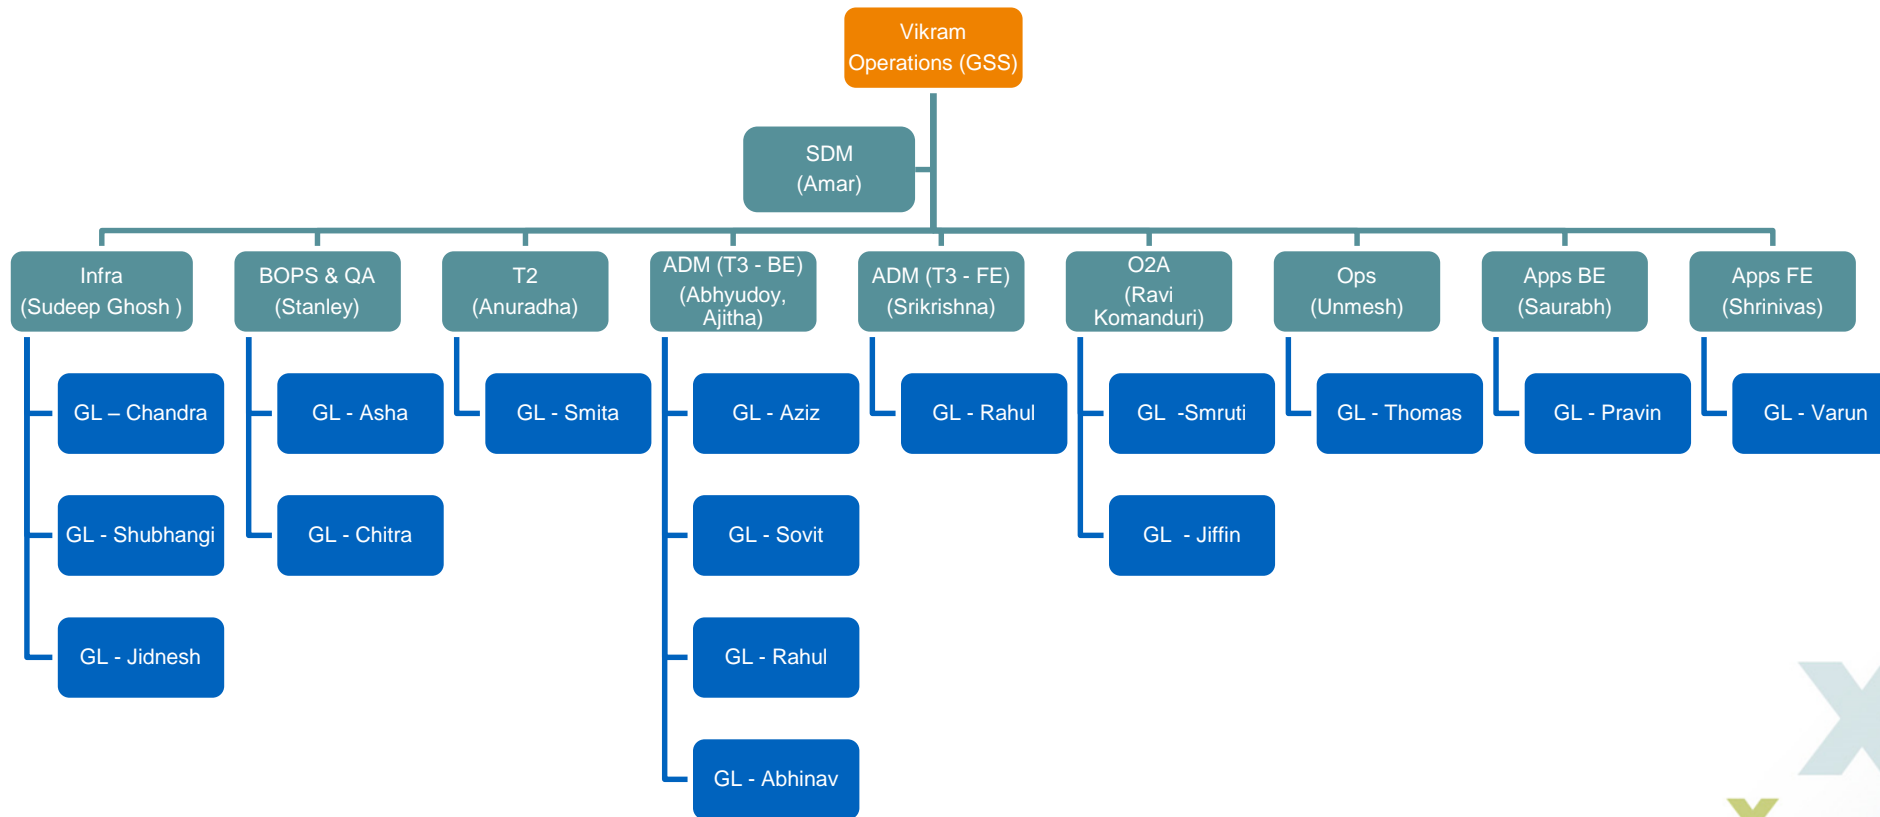 Vikram
Operations (GSS)
SDM
(Amar)
Infra
(Sudeep Ghosh )
BOPS & QA
(Stanley)
T2
(Anuradha)
ADM (T3 - BE)
(Abhyudoy,
Ajitha)
ADM (T3 - FE)
(Srikrishna)
O2A
(Ravi
Komanduri)
Ops
(Unmesh)
Apps BE
(Saurabh)
Apps FE
(Shrinivas)
GL – Chandra
GL - Asha
GL - Smita
GL - Aziz
GL - Rahul
GL  -Smruti
GL - Thomas
GL - Pravin
GL - Varun
GL - Shubhangi
GL - Chitra
GL - Sovit
GL  - Jiffin
GL - Jidnesh
GL - Rahul
GL - Abhinav